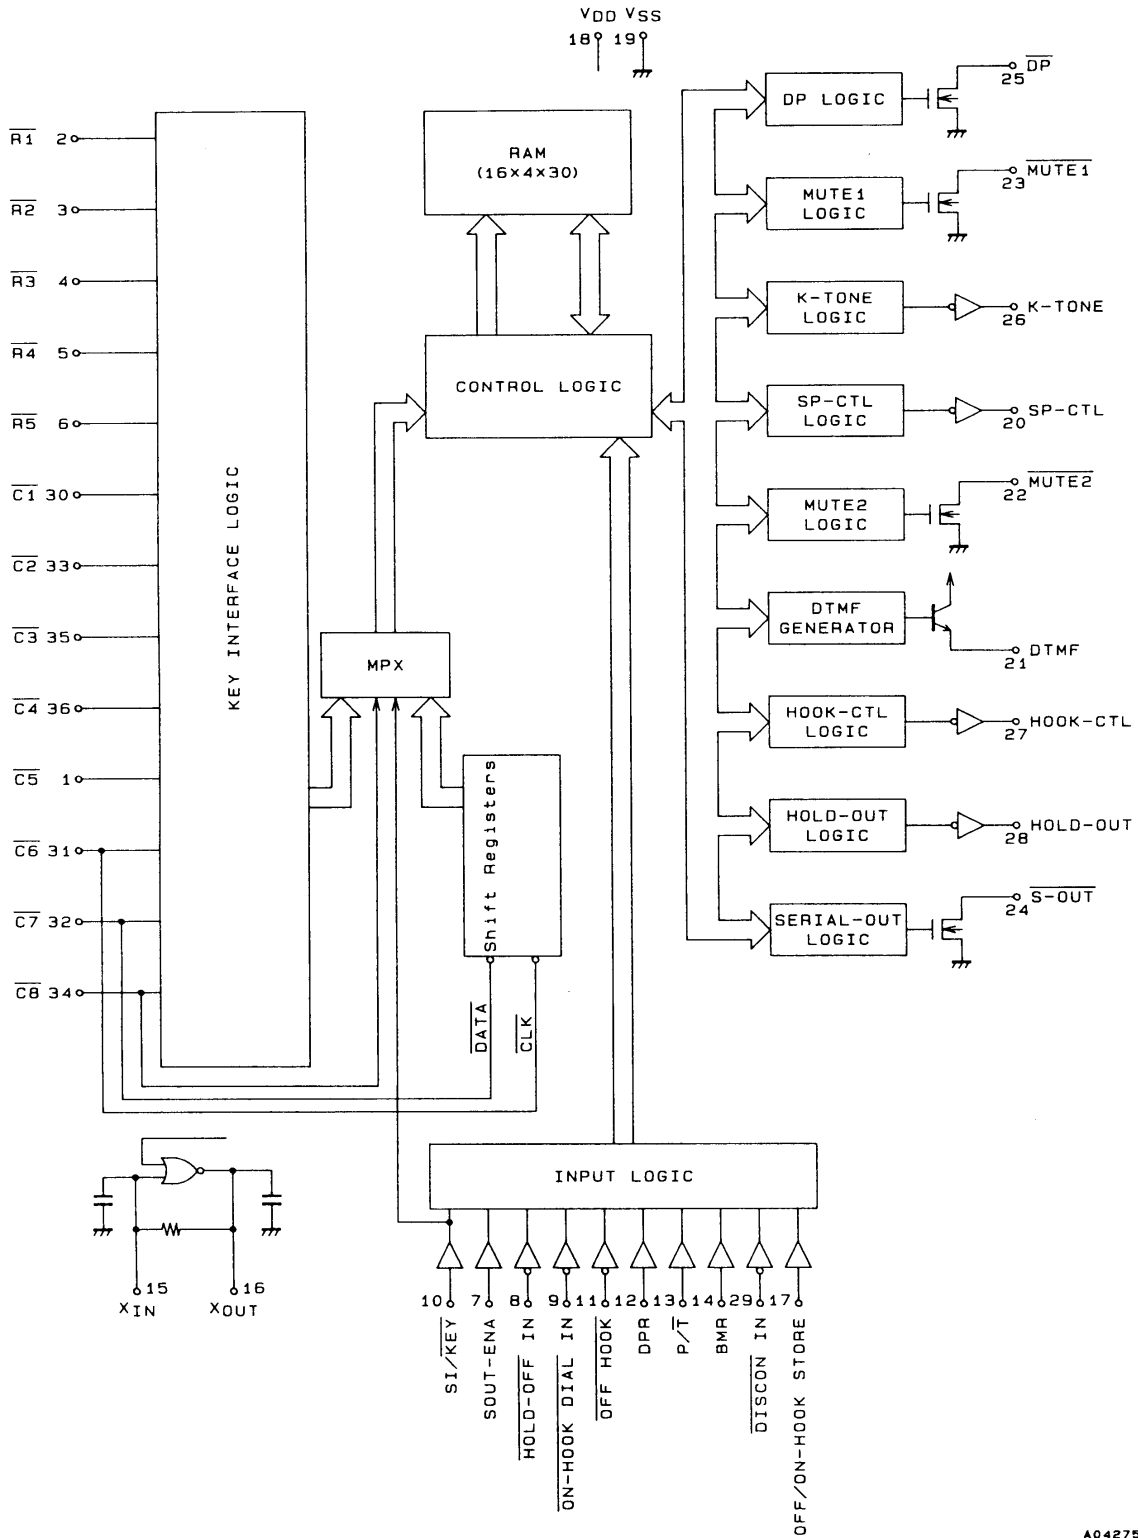 VDD VSS
18 19
R1 2
R2 3
R3 4
R4 5
R5 6
C1 30
C2 33
C3 35
C4 36
C5 1
C6 31
C7 32
C8 34
KEY INTERFACE LOGIC
RAM
(16×4×30)
CONTROL LOGIC
MPX
Shift Registers
DATA
CLK
DP LOGIC
DP
25
MUTE1
LOGIC
MUTE1
23
K-TONE
LOGIC
K-TONE
26
SP-CTL
LOGIC
SP-CTL
20
MUTE2
LOGIC
MUTE2
22
DTMF
GENERATOR
DTMF
21
HOOK-CTL
LOGIC
HOOK-CTL
27
HOLD-OUT
LOGIC
HOLD-OUT
28
SERIAL-OUT
LOGIC
S-OUT
24
INPUT LOGIC
15 16
XIN XOUT
10 7 8 9 11 12 13 14 29 17
SI/KEY
SOUT-ENA
HOLD-OFF IN
ON-HOOK DIAL IN
OFF HOOK
DPR
P/T
BMR
DISCON IN
OFF/ON-HOOK STORE
A04275